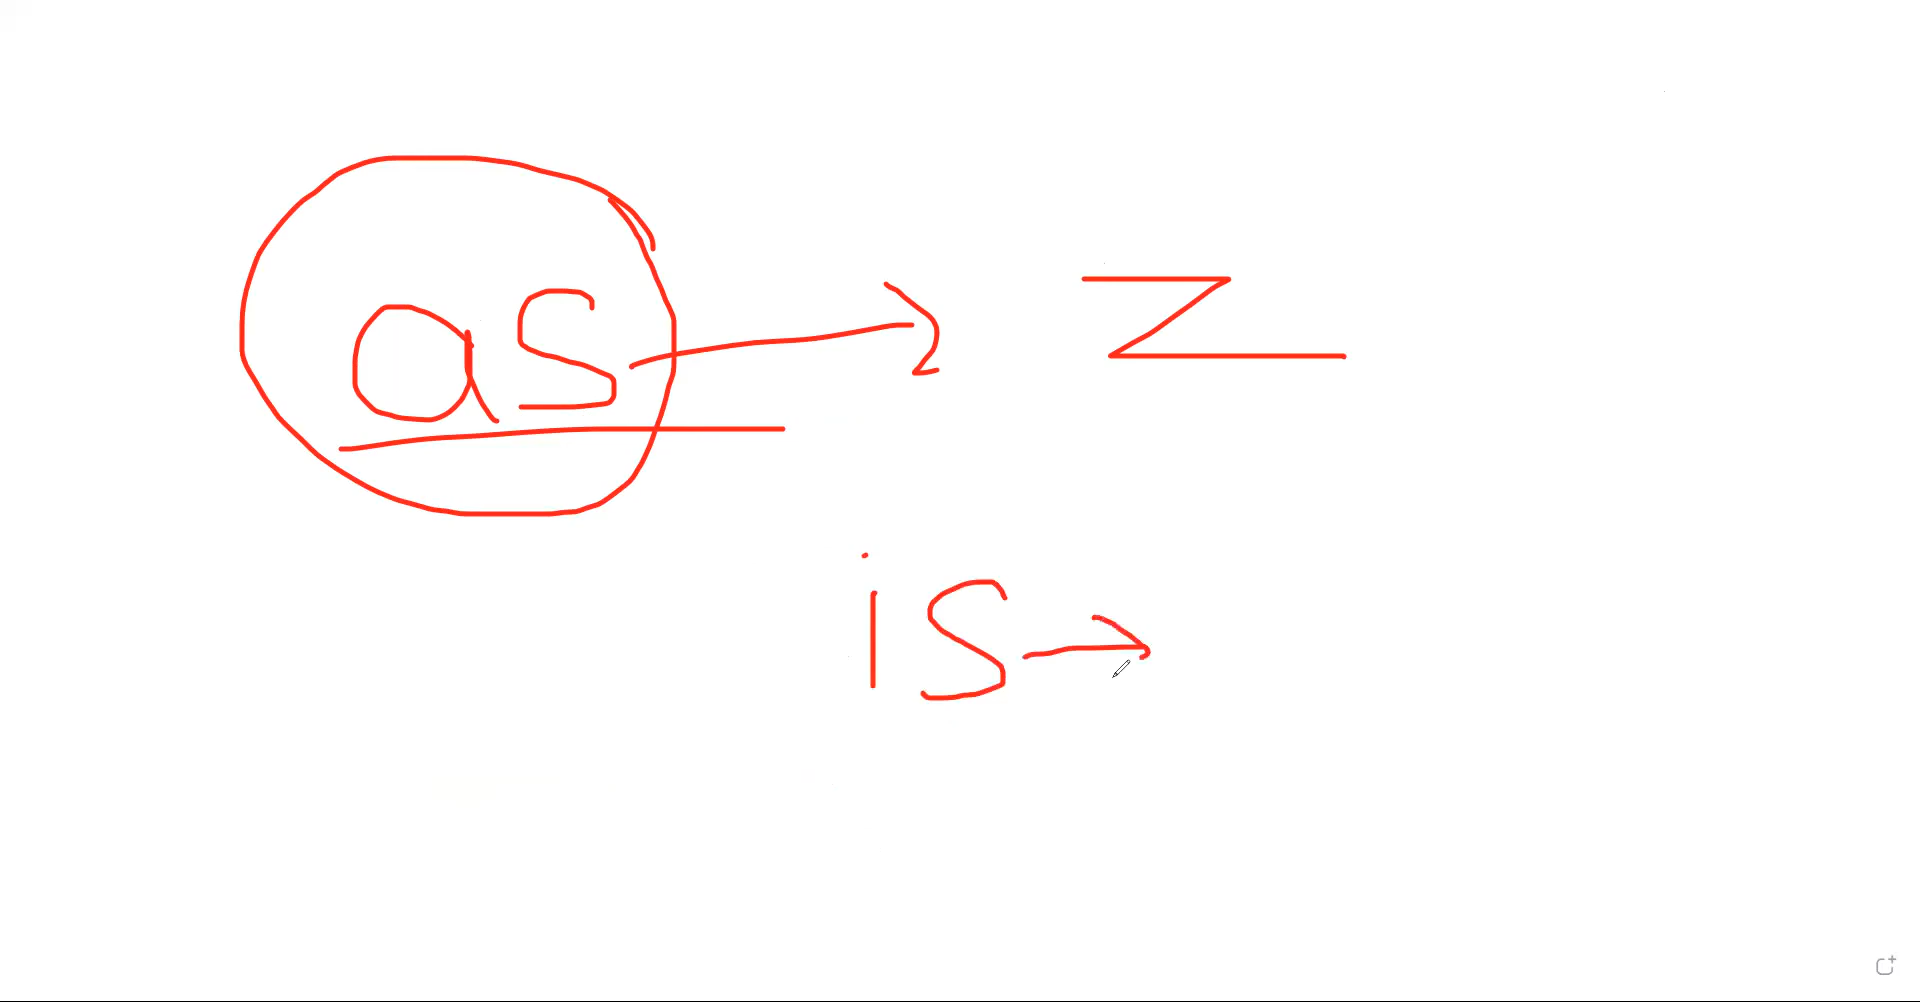 as → Z
is →